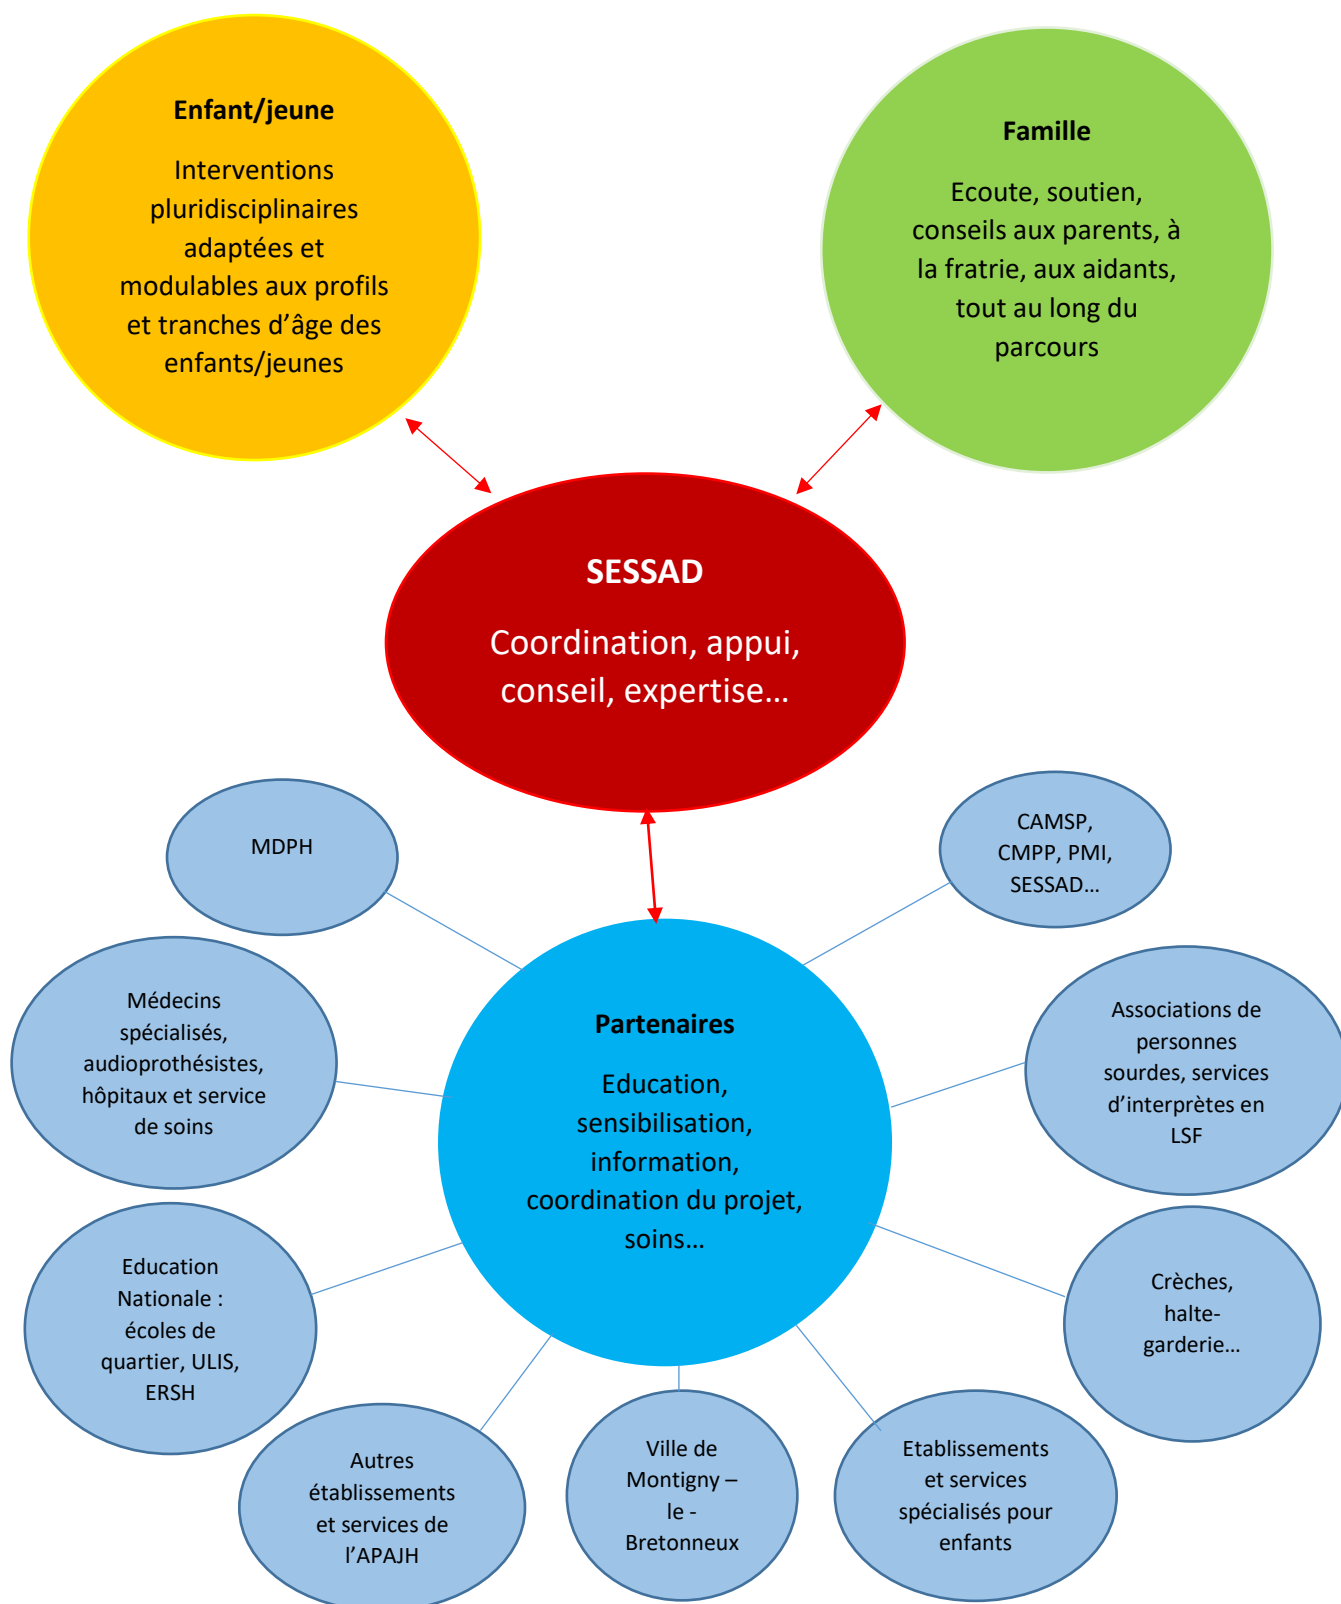 Enfant/jeune
Interventions
pluridisciplinaires
adaptées et
modulables aux profils
et tranches d’âge des
enfants/jeunes
Famille
Ecoute, soutien,
conseils aux parents, à
la fratrie, aux aidants,
tout au long du
parcours
SESSAD
Coordination, appui,
conseil, expertise…
MDPH
CAMSP,
CMPP, PMI,
SESSAD…
Médecins
spécialisés,
audioprothésistes,
hôpitaux et service
de soins
Partenaires
Education,
sensibilisation,
information,
coordination du projet,
soins…
Associations de
personnes
sourdes, services
d’interprètes en
LSF
Education
Nationale :
écoles de
quartier, ULIS,
ERSH
Crèches,
halte-
garderie…
Autres
établissements
et services de
l’APAJH
Ville de
Montigny –
le -
Bretonneux
Etablissements
et services
spécialisés pour
enfants